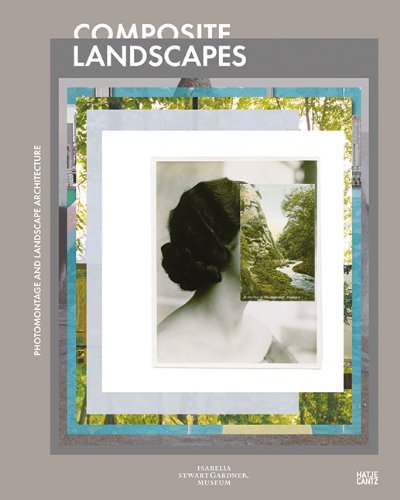 COMPOSITE
LANDSCAPES
PHOTOMONTAGE AND LANDSCAPE ARCHITECTURE
ISABELLA
STEWART GARDNER
MUSEUM
HATJE
CANTZ